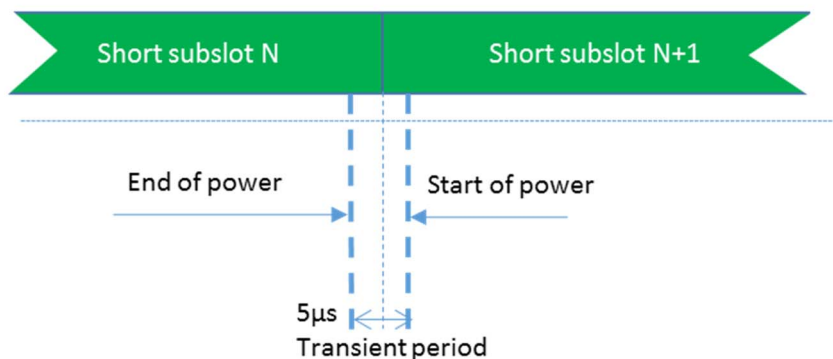 Short subslot N
Short subslot N+1
End of power
Start of power
5µs
Transient period